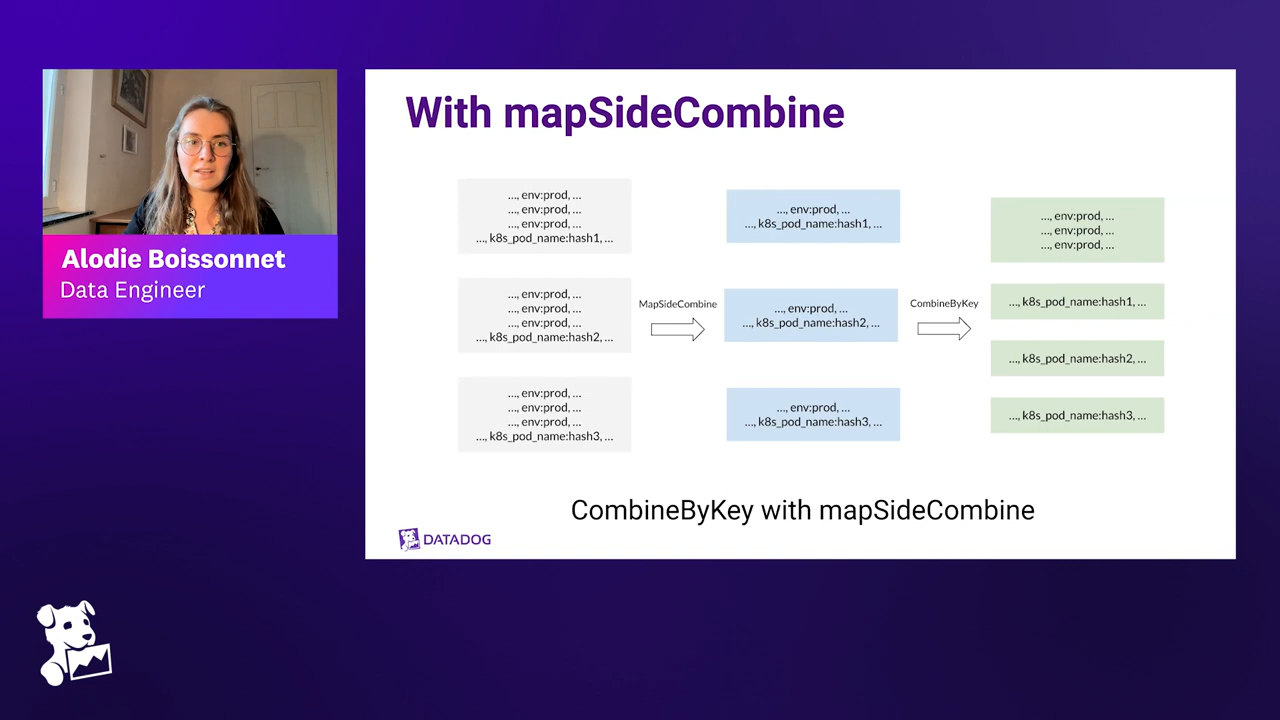 Alodie Boissonnet
Data Engineer
With mapSideCombine
..., env:prod, ...
..., env:prod, ...
..., env:prod, ...
..., k8s_pod_name:hash1, ...
..., env:prod, ...
..., env:prod, ...
..., env:prod, ...
..., k8s_pod_name:hash2, ...
..., env:prod, ...
..., env:prod, ...
..., env:prod, ...
..., k8s_pod_name:hash3, ...
MapSideCombine
..., env:prod, ...
..., k8s_pod_name:hash1, ...
..., env:prod, ...
..., k8s_pod_name:hash2, ...
..., env:prod, ...
..., k8s_pod_name:hash3, ...
CombineByKey
..., env:prod, ...
..., env:prod, ...
..., env:prod, ...
..., k8s_pod_name:hash1, ...
..., k8s_pod_name:hash2, ...
..., k8s_pod_name:hash3, ...
CombineByKey with mapSideCombine
DATADOG